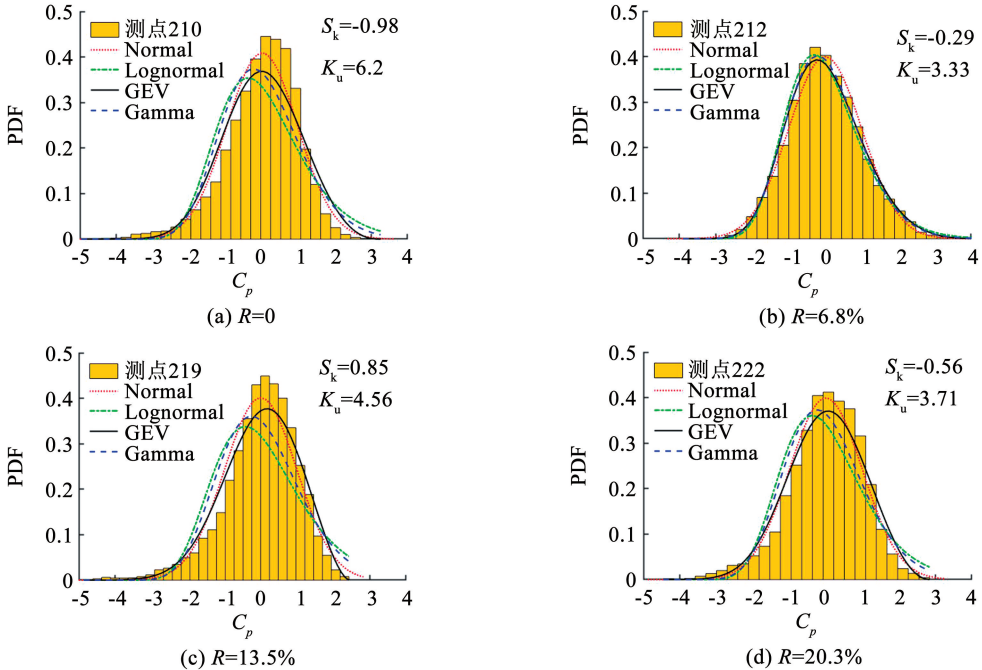 0.5
0.4
0.3
0.2
0.1
0
PDF
测点210
Normal
Lognormal
GEV
Gamma
Sk=-0.98
Ku=6.2
-5 -4 -3 -2 -1 0 1 2 3 4
Cp
(a) R=0
0.5
0.4
0.3
0.2
0.1
0
PDF
测点212
Normal
Lognormal
GEV
Gamma
Sk=-0.29
Ku=3.33
-5 -4 -3 -2 -1 0 1 2 3 4
Cp
(b) R=6.8%
0.5
0.4
0.3
0.2
0.1
0
PDF
测点219
Normal
Lognormal
GEV
Gamma
Sk=0.85
Ku=4.56
-5 -4 -3 -2 -1 0 1 2 3 4
Cp
(c) R=13.5%
0.5
0.4
0.3
0.2
0.1
0
PDF
测点222
Normal
Lognormal
GEV
Gamma
Sk=-0.56
Ku=3.71
-5 -4 -3 -2 -1 0 1 2 3 4
Cp
(d) R=20.3%